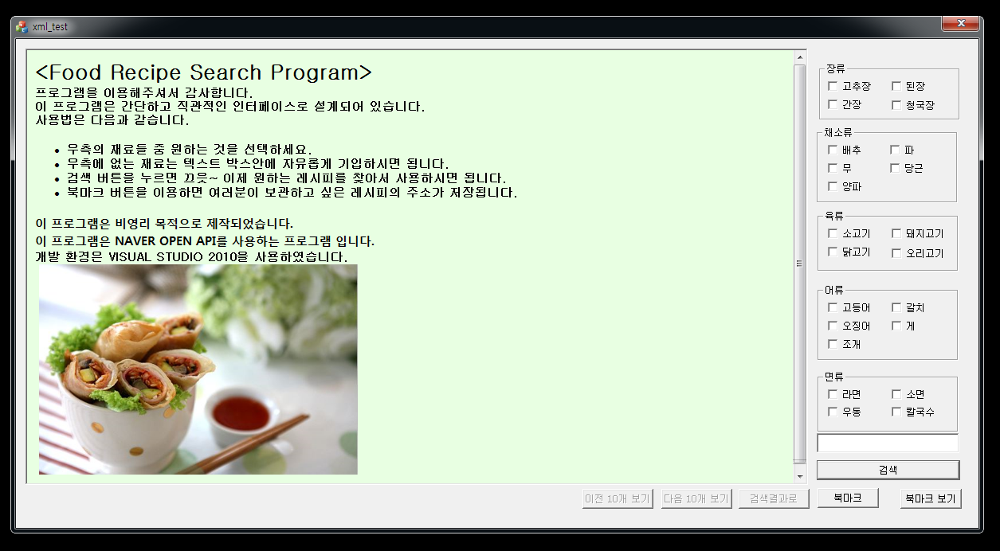 xml_test
<Food Recipe Search Program>
프로그램을 이용해주셔서 감사합니다.
이 프로그램은 간단하고 직관적인 인터페이스로 설계되어 있습니다.
사용법은 다음과 같습니다.
우측의 재료들 중 원하는 것을 선택하세요.
우측에 없는 재료는 텍스트 박스안에 자유롭게 기입하시면 됩니다.
검색 버튼을 누르면 끄읏~ 이제 원하는 레시피를 찾아서 사용하시면 됩니다.
북마크 버튼을 이용하면 여러분이 보관하고 싶은 레시피의 주소가 저장됩니다.
이 프로그램은 비영리 목적으로 제작되었습니다.
이 프로그램은 NAVER OPEN API를 사용하는 프로그램 입니다.
개발 환경은 VISUAL STUDIO 2010을 사용하였습니다.
장류
고추장 된장
간장 청국장
채소류
배추 파
무 당근
양파
육류
소고기 돼지고기
닭고기 오리고기
어류
고등어 갈치
오징어 게
조개
면류
라면 소면
우동 칼국수
검색
이전 10개 보기 다음 10개 보기 검색결과로 북마크 북마크 보기